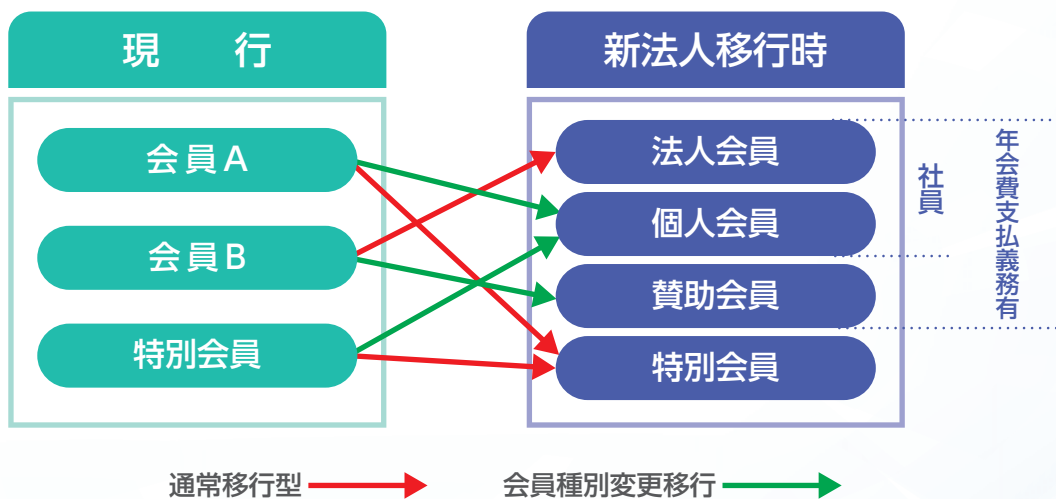 現　行
新法人移行時
会員A
会員B
特別会員
法人会員
個人会員
賛助会員
特別会員
社員
年会費支払義務有
通常移行型
会員種別変更移行